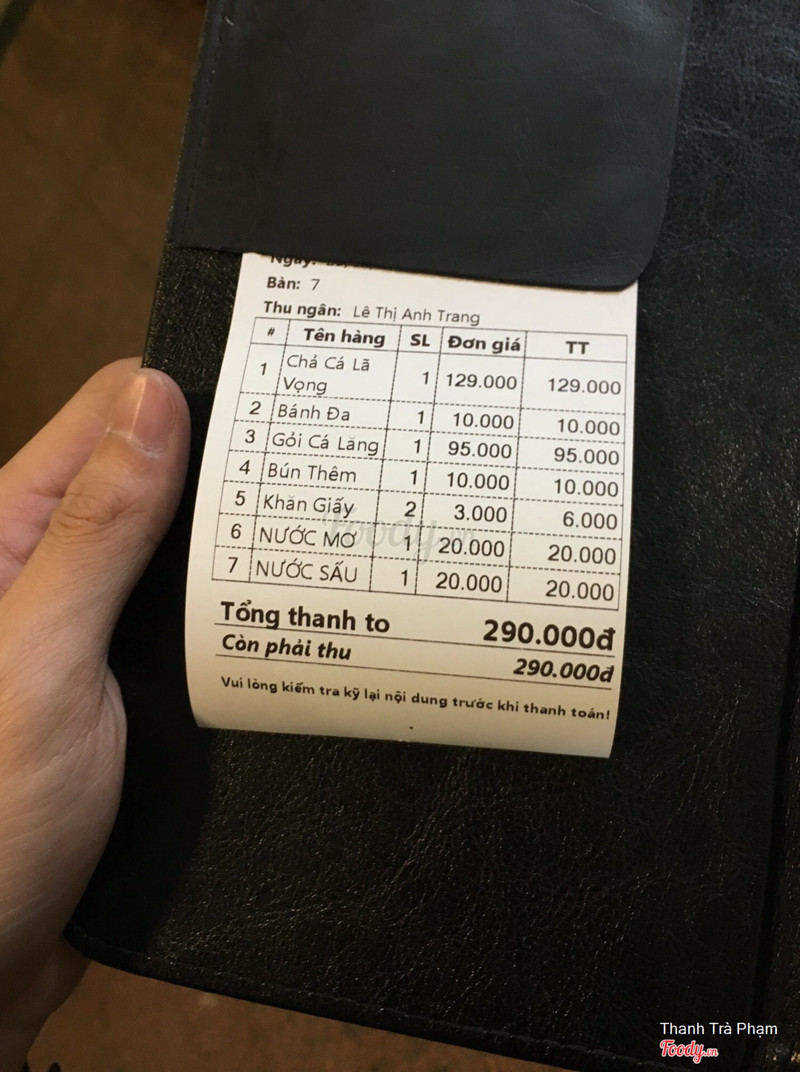 Ngày:
Bàn: 7
Thu ngân: Lê Thị Anh Trang
# Tên hàng SL Đơn giá TT
1 Chả Cá Lã Vọng 1 129.000 129.000
2 Bánh Đa 1 10.000 10.000
3 Gỏi Cá Lăng 1 95.000 95.000
4 Bún Thêm 1 10.000 10.000
5 Khăn Giấy 2 3.000 6.000
6 NƯỚC MƠ 1 20.000 20.000
7 NƯỚC SẤU 1 20.000 20.000
Tổng thanh to 290.000đ
Còn phải thu 290.000đ
Vui lòng kiểm tra kỹ lại nội dung trước khi thanh toán!
Foody.vn
Thanh Trà Phạm
Foody.vn